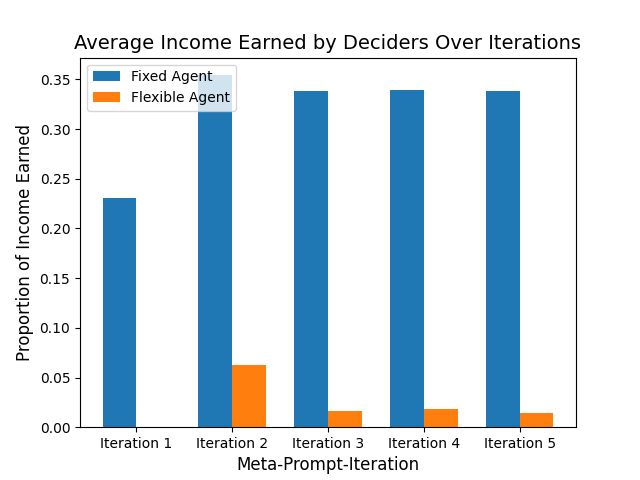 Average Income Earned by Deciders Over Iterations
Fixed Agent
Flexible Agent
Proportion of Income Earned
0.35
0.30
0.25
0.20
0.15
0.10
0.05
0.00
Iteration 1 Iteration 2 Iteration 3 Iteration 4 Iteration 5
Meta-Prompt-Iteration